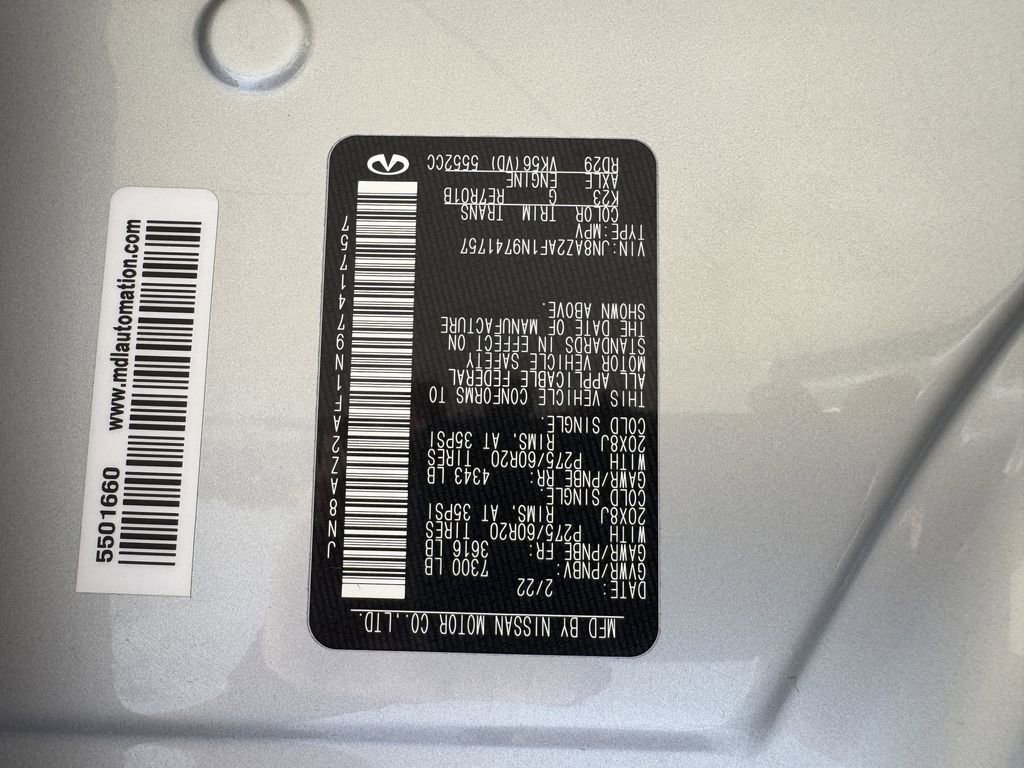 MFD BY NISSAN MOTOR CO.,LTD.
DATE: 2/22
GVWR/PNBV: 7300 LB
GAWR/PNBE FR: 3616 LB
WITH P275/60R20 TIRES
20X8J RIMS. AT 35PSI
COLD SINGLE.
GAWR/PNBE RR: 4343 LB
WITH P275/60R20 TIRES
20X8J RIMS. AT 35PSI
COLD SINGLE.
THIS VEHICLE CONFORMS TO
ALL APPLICABLE FEDERAL
MOTOR VEHICLE SAFETY
STANDARDS IN EFFECT ON
THE DATE OF MANUFACTURE
SHOWN ABOVE.
VIN:JN8AZ2AF1N9741757
TYPE:MPV
COLOR TRIM TRANS
K23 G RE7R01B
AXLE ENGINE
RD29 VK56(VD) 5552CC
JN8AZ2AF1N9741757
5501660 www.mdlautomation.com